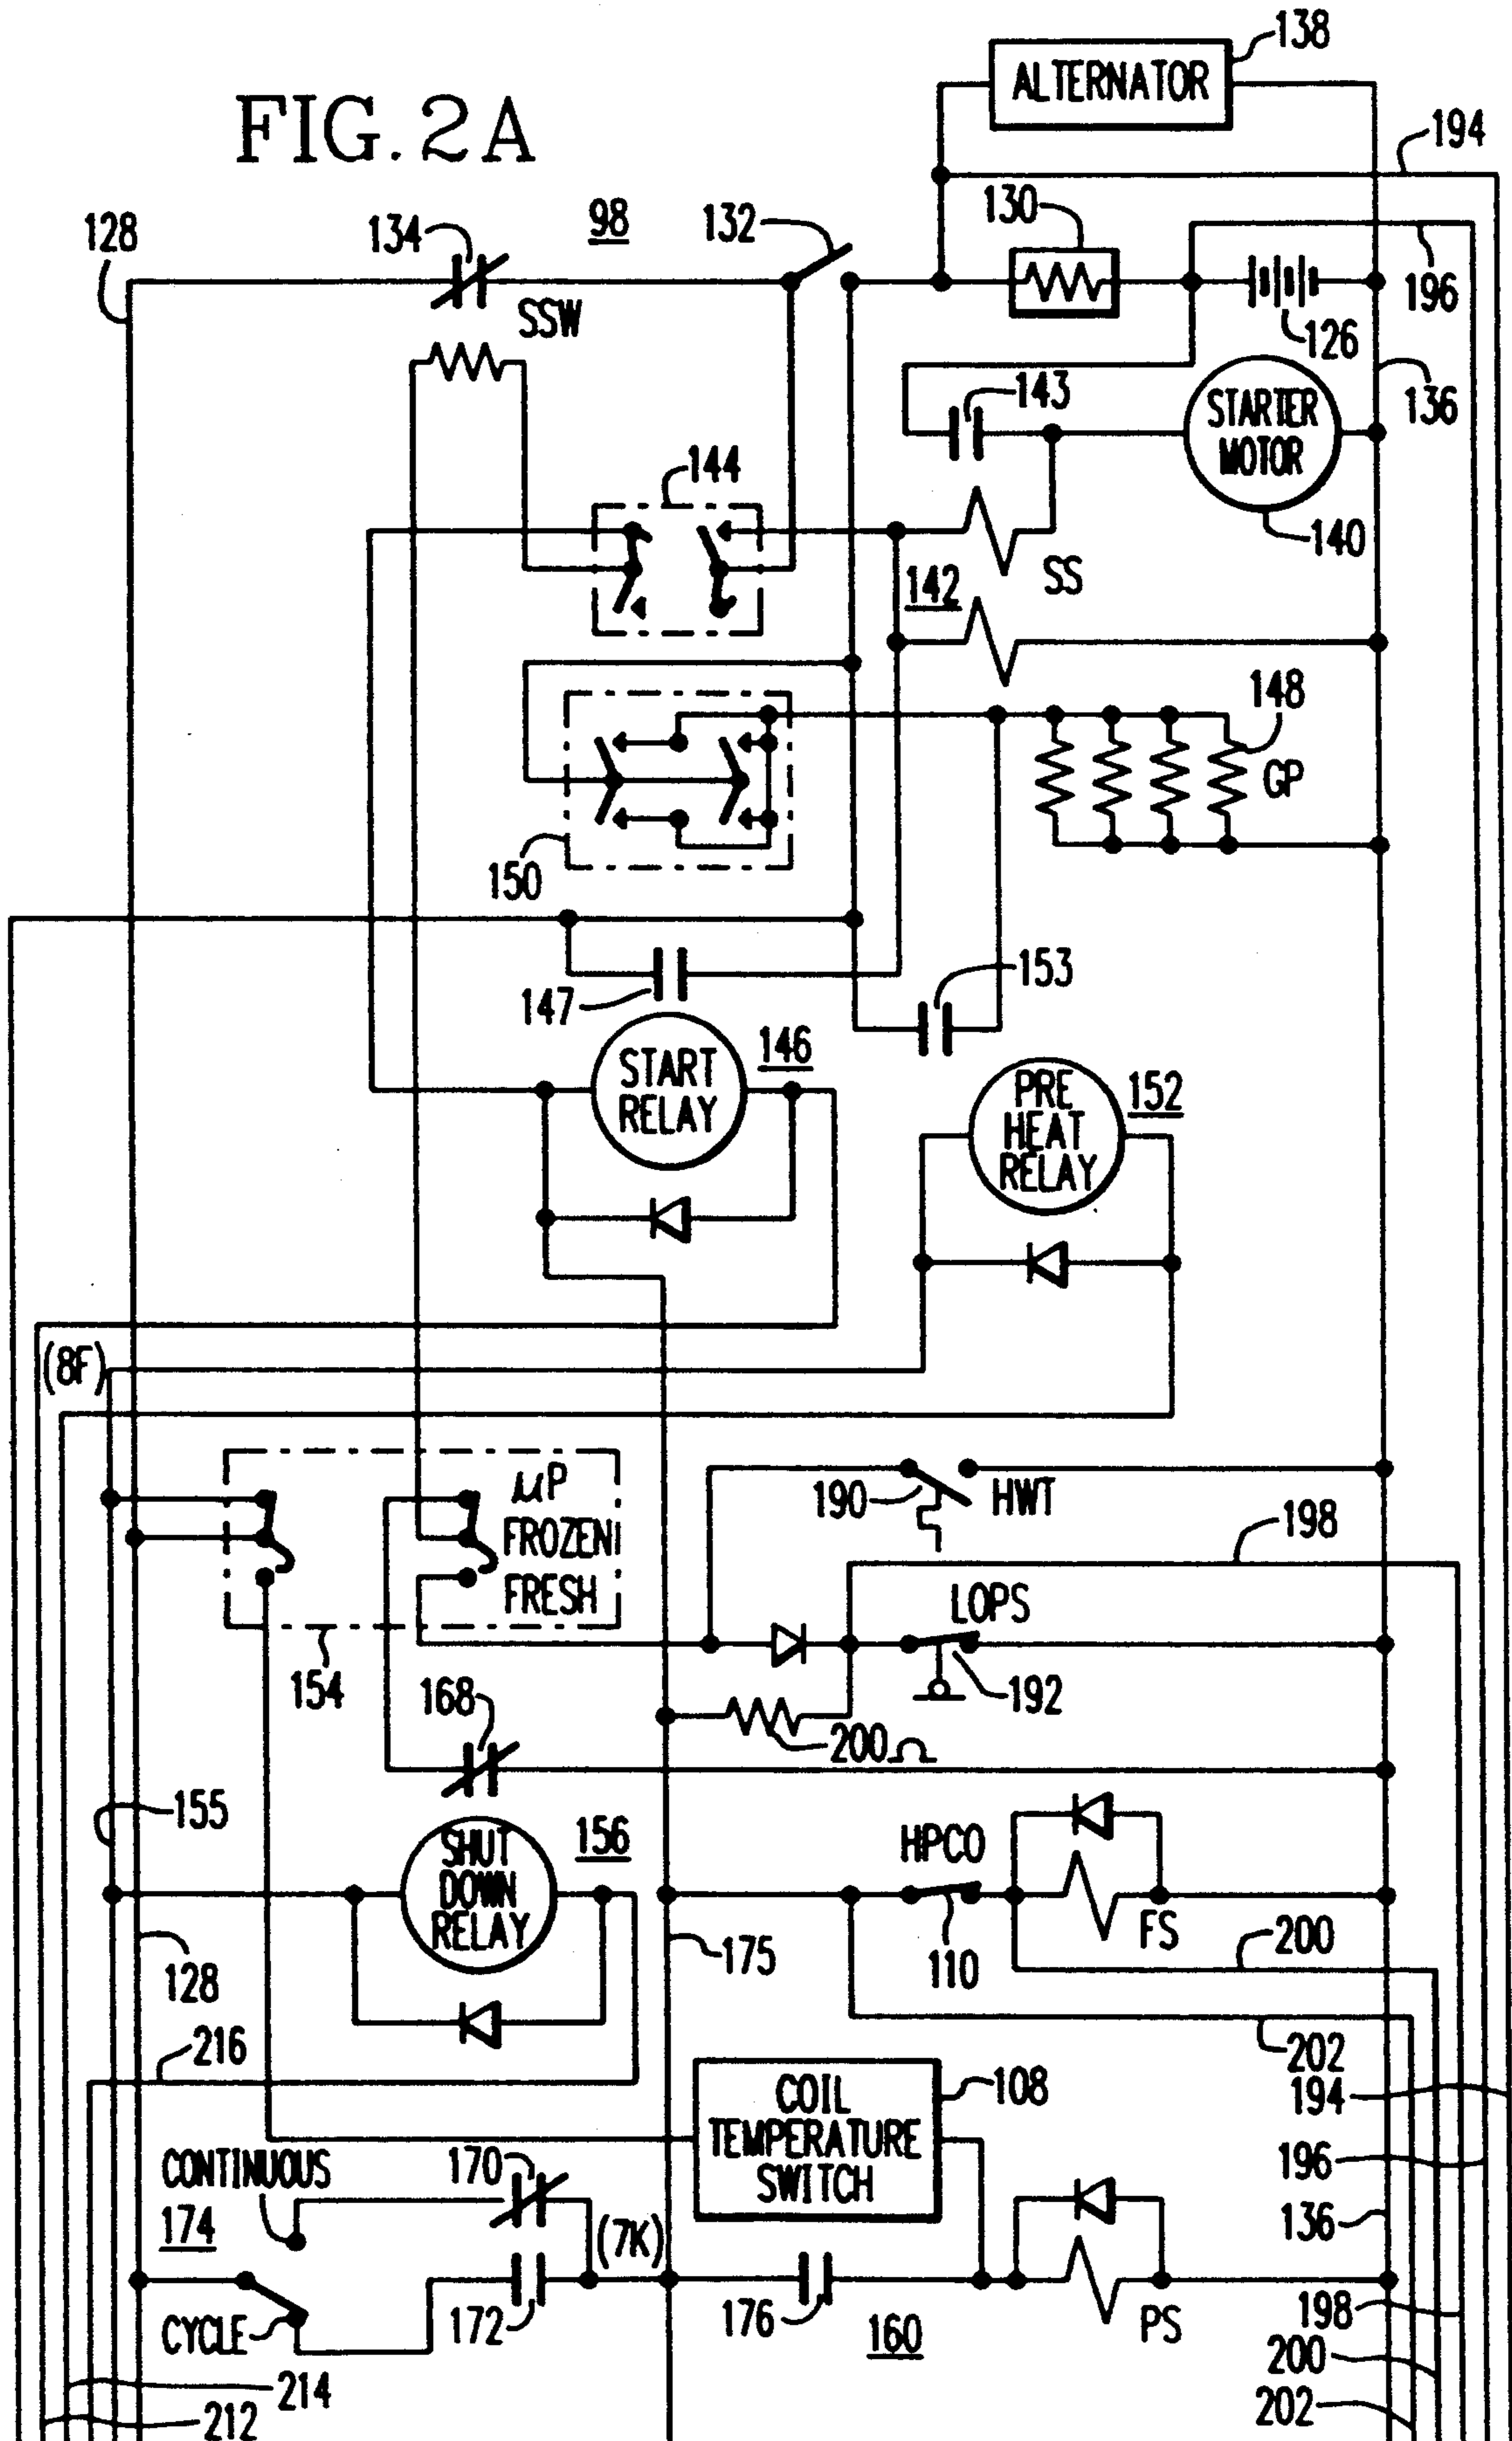 138
ALTERNATOR
FIG. 2A
194
130
128
134
98
132
SSW
196
126
143
136
STARTER
MOTOR
144
140
SS
142
148
GP
150
153
147
146
START
RELAY
PRE
HEAT
RELAY
152
(8F)
µP
FROZEN
FRESH
190
HWT
198
LOPS
154
168
192
200Ω
155
SHUT
DOWN
RELAY
156
HPCO
FS
175
110
200
128
216
202
COIL
TEMPERATURE
SWITCH
108
194
CONTINUOUS
170
196
174
(7K)
136
CYCLE
172
176
PS
198
160
200
214
202
212